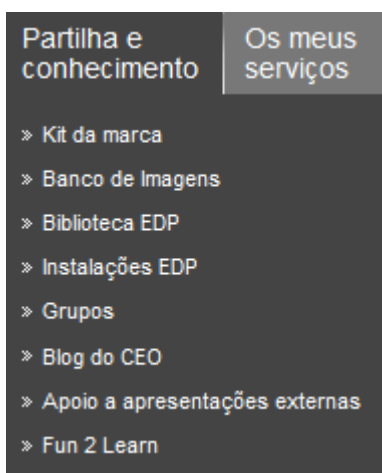 Partilha e
conhecimento
Os meus
serviços
» Kit da marca
» Banco de Imagens
» Biblioteca EDP
» Instalações EDP
» Grupos
» Blog do CEO
» Apoio a apresentações externas
» Fun 2 Learn